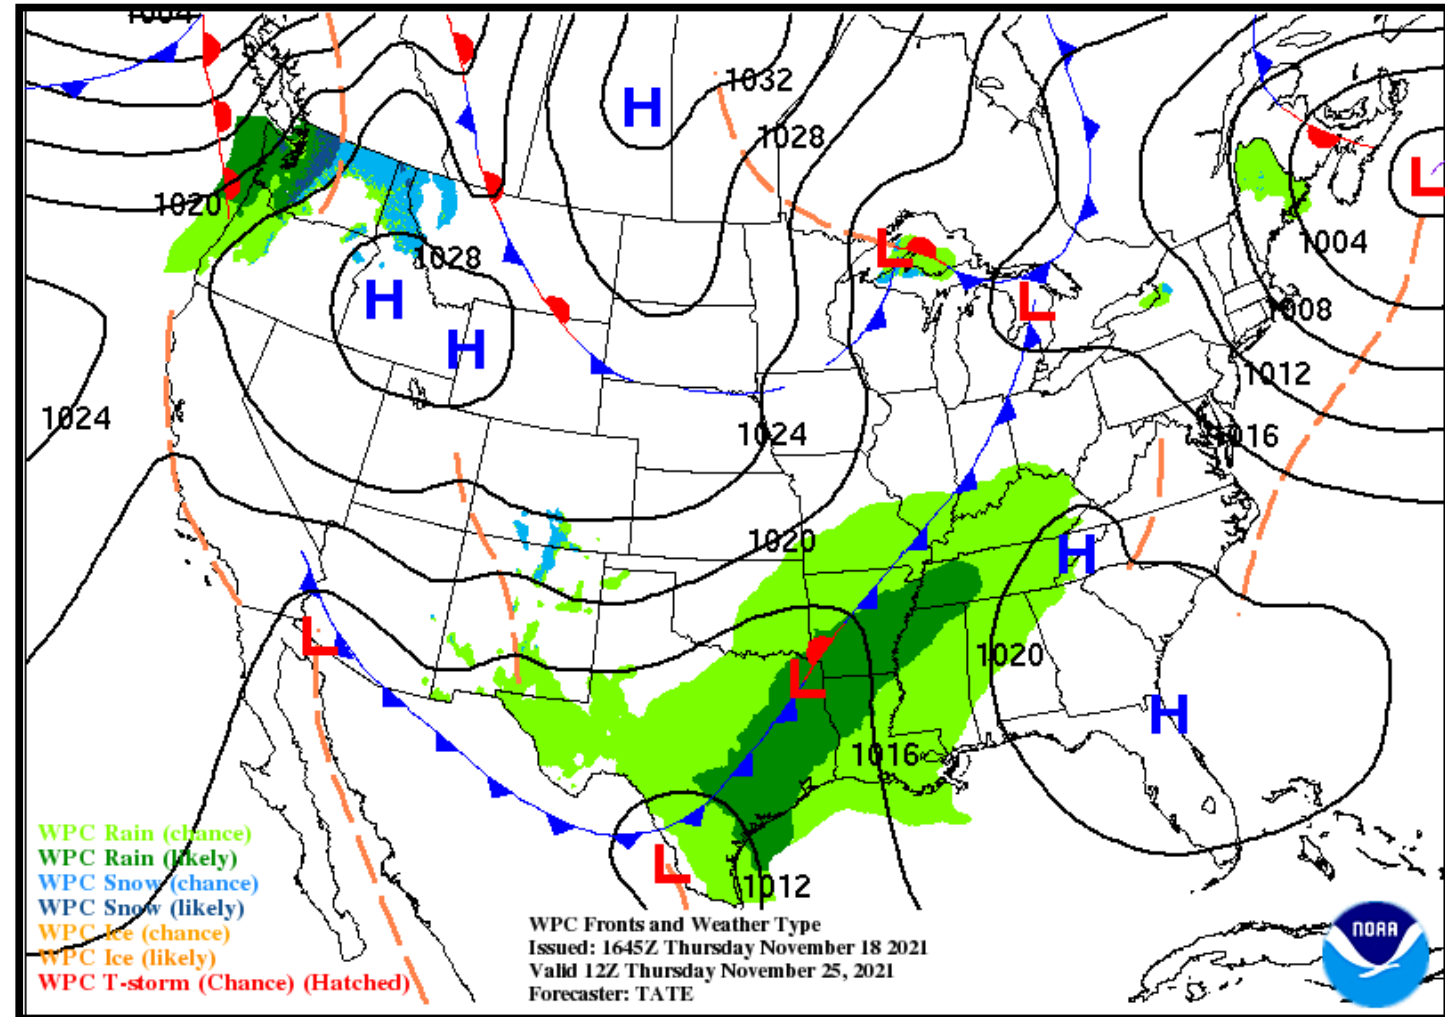 1004
1032
H
1028
1020
L
1004
L
1028
H
L
1008
H
1012
1024
1024
1016
1020
H
L
1020
L
H
1016
WPC Rain (chance)
WPC Rain (likely)
L
WPC Snow (chance)
1012
WPC Snow (likely)
WPC Ice (chance)
WPC Ice (likely)
WPC T-storm (Chance) (Hatched)
WPC Fronts and Weather Type
Issued: 1645Z Thursday November 18 2021
Valid 12Z Thursday November 25, 2021
Forecaster: TATE
NOAA